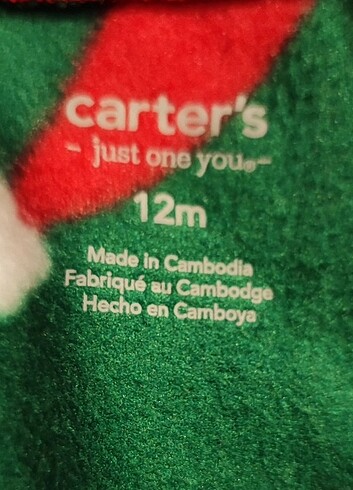 carter's
- just one you®-
12m
Made in Cambodia
Fabriqué au Cambodge
Hecho en Camboya